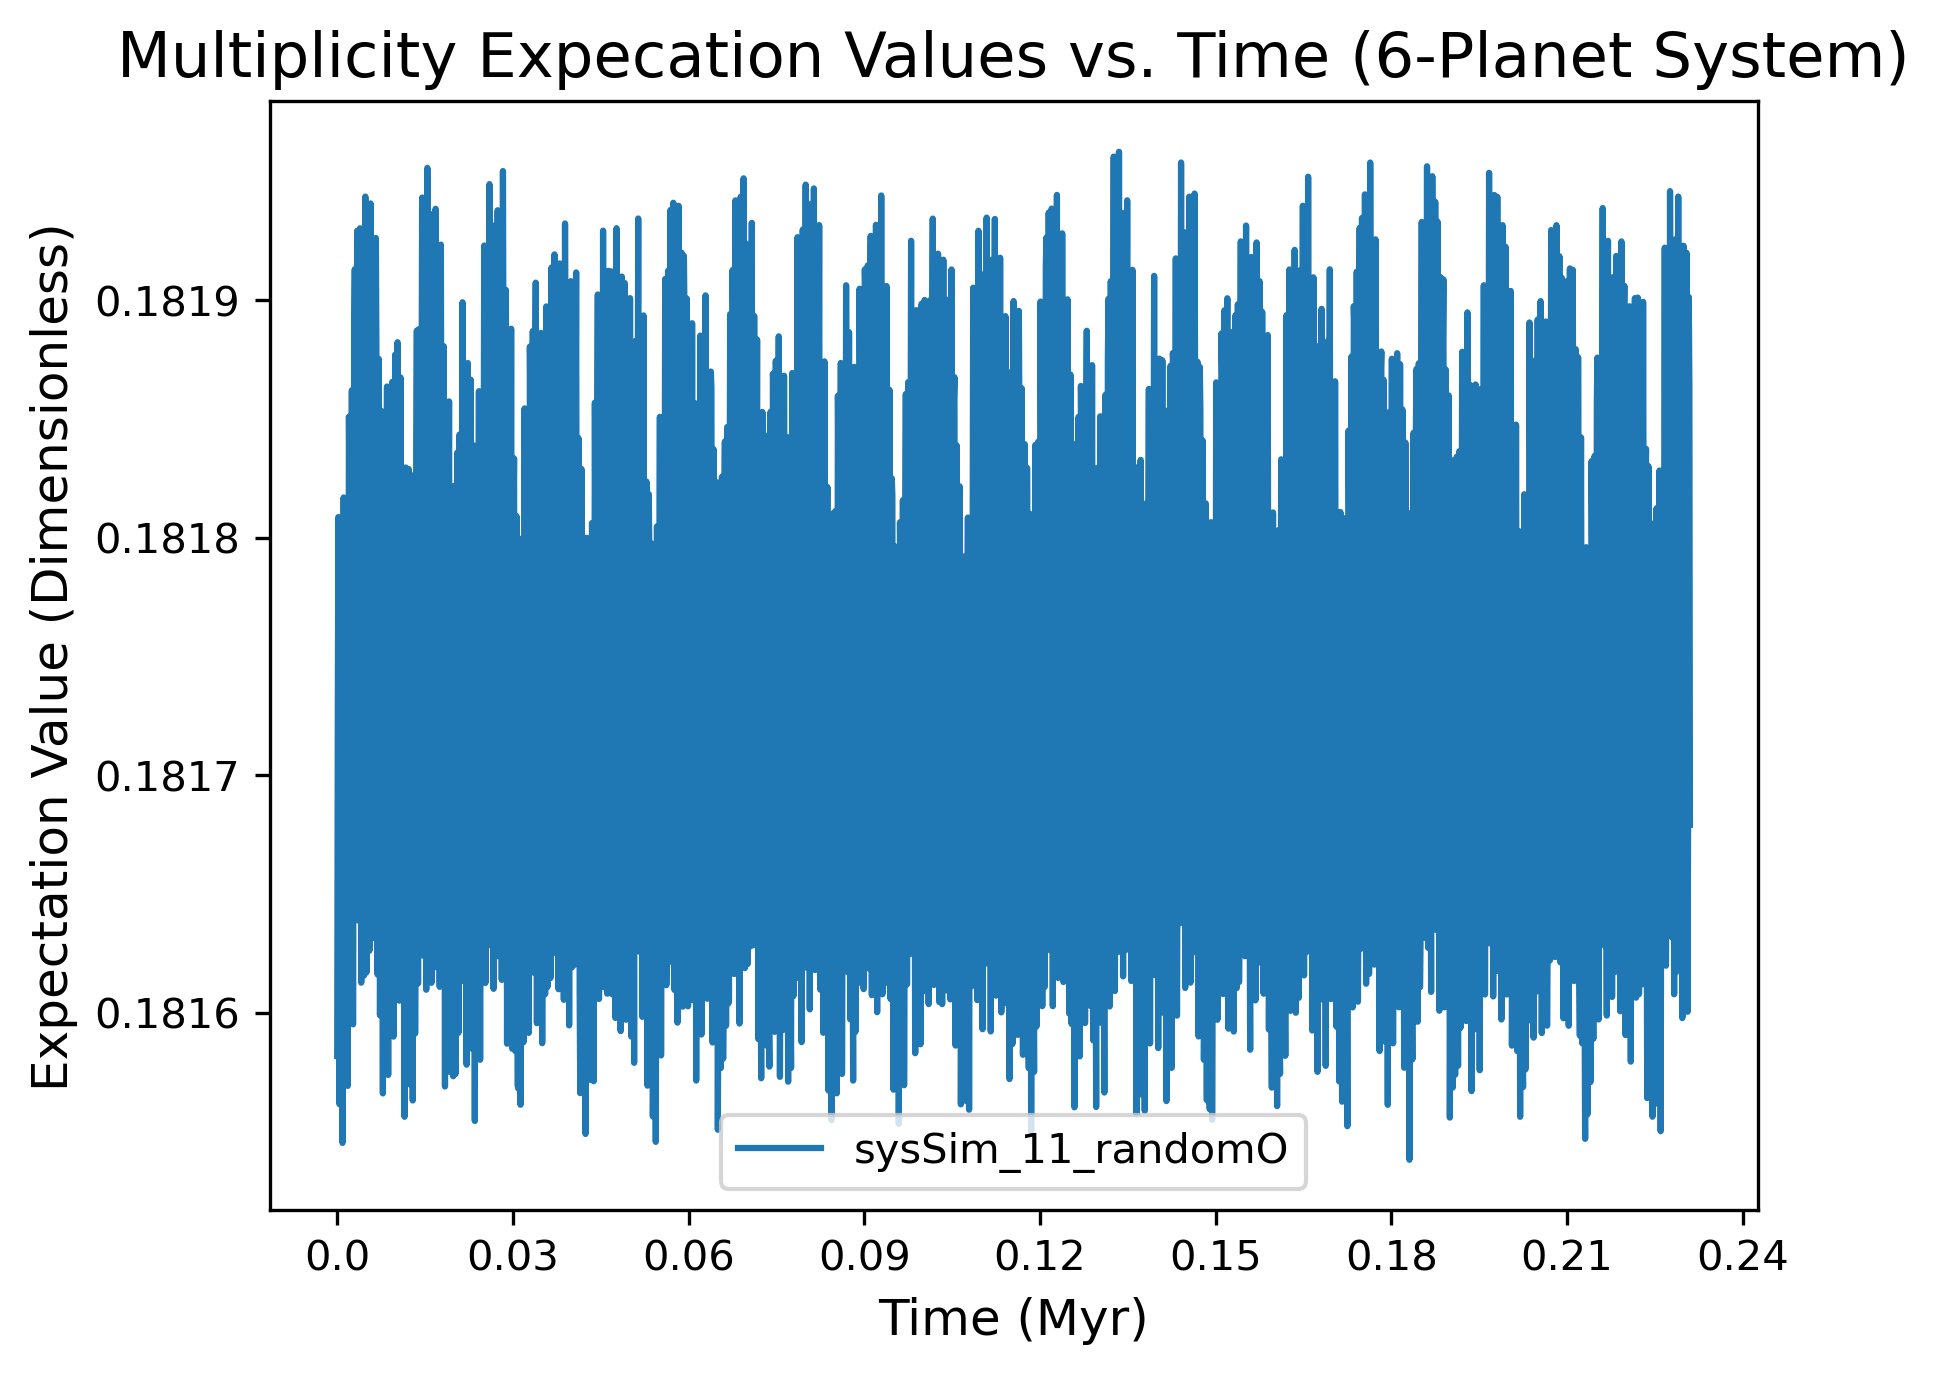 Multiplicity Expecation Values vs. Time (6-Planet System)
Expectation Value (Dimensionless)
0.1819
0.1818
0.1817
0.1816
sysSim_11_randomO
0.0 0.03 0.06 0.09 0.12 0.15 0.18 0.21 0.24
Time (Myr)